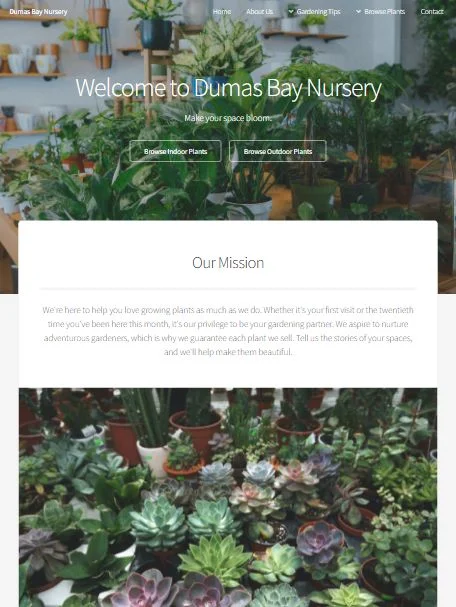 Dumas Bay Nursery
Home About Us Gardening Tips Browse Plants Contact
Welcome to Dumas Bay Nursery
Make your space bloom.
Browse Indoor Plants Browse Outdoor Plants
Our Mission
We're here to help you love growing plants as much as we do. Whether it's your first visit or the twentieth
time you've been here this month, it's our privilege to be your gardening partner. We aspire to nurture
adventurous gardeners, which is why we guarantee each plant we sell. Tell us the stories of your spaces,
and we'll help make them beautiful.